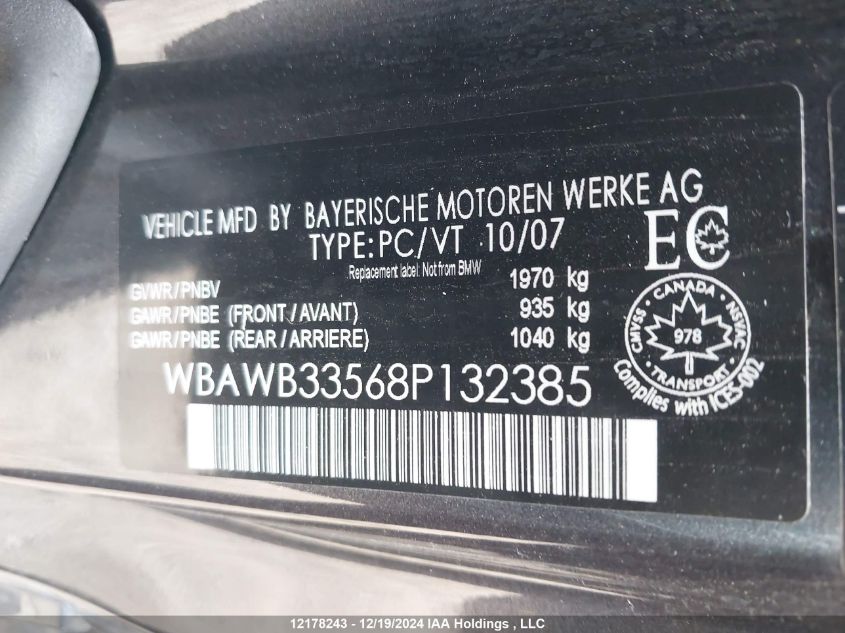 VEHICLE MFD BY BAYERISCHE MOTOREN WERKE AG
TYPE: PC/VT 10/07
Replacement label. Not from BMW
GVWR/PNBV 1970 kg
GAWR/PNBE (FRONT/AVANT) 935 kg
GAWR/PNBE (REAR/ARRIERE) 1040 kg
WBAWB33568P132385
EC
CANADA
CMVSS NSVAC
978
TRANSPORT
Complies with ICES-002
12178243 - 12/19/2024 IAA Holdings , LLC